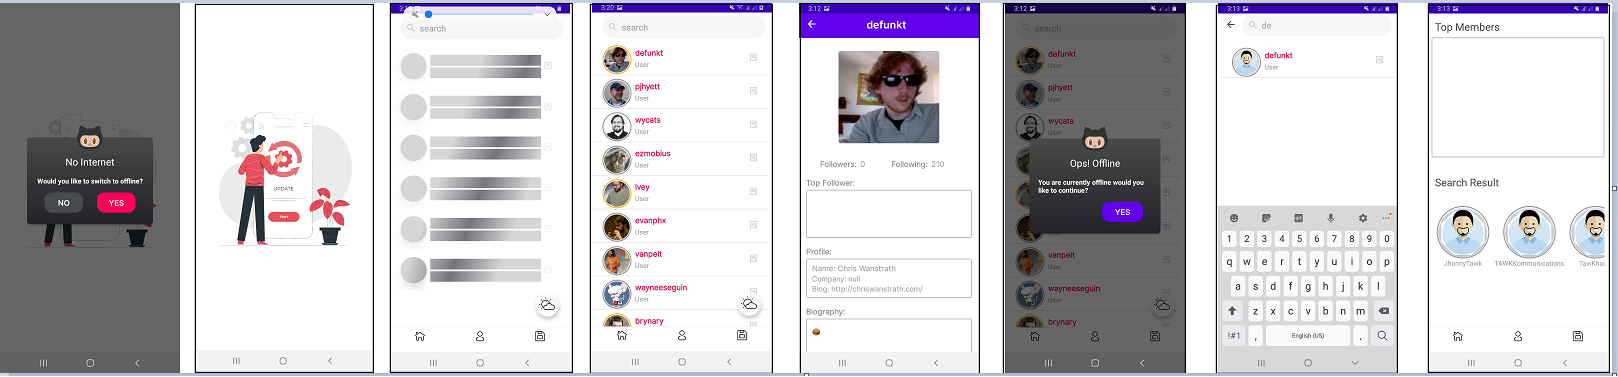 No Internet
Would you like to switch to offline?
NO
YES
UPDATE
Start
search
3:20
search
defunkt
User
pjhyett
User
wycats
User
ezmobius
User
ivey
User
evanphx
User
vanpelt
User
wayneeseguin
User
brynary
3:12
defunkt
Followers: 0
Following: 210
Top Follower:
Profile:
Name: Chris Wanstrath
Company: null
Blog: http://chriswanstrath.com/
Biography:
3:12
search
defunkt
User
pjhyett
User
wycats
Ops! Offline
You are currently offline would you
like to continue?
YES
evanphx
User
vanpelt
User
wayneeseguin
User
brynary
3:13
de
defunkt
User
1 2 3 4 5 6 7 8 9 0
q w e r t y u i o p
a s d f g h j k l
z x c v b n m
!#1 , English (US) .
3:13
Top Members
Search Result
JhonnyTawk
TAWKKommunications